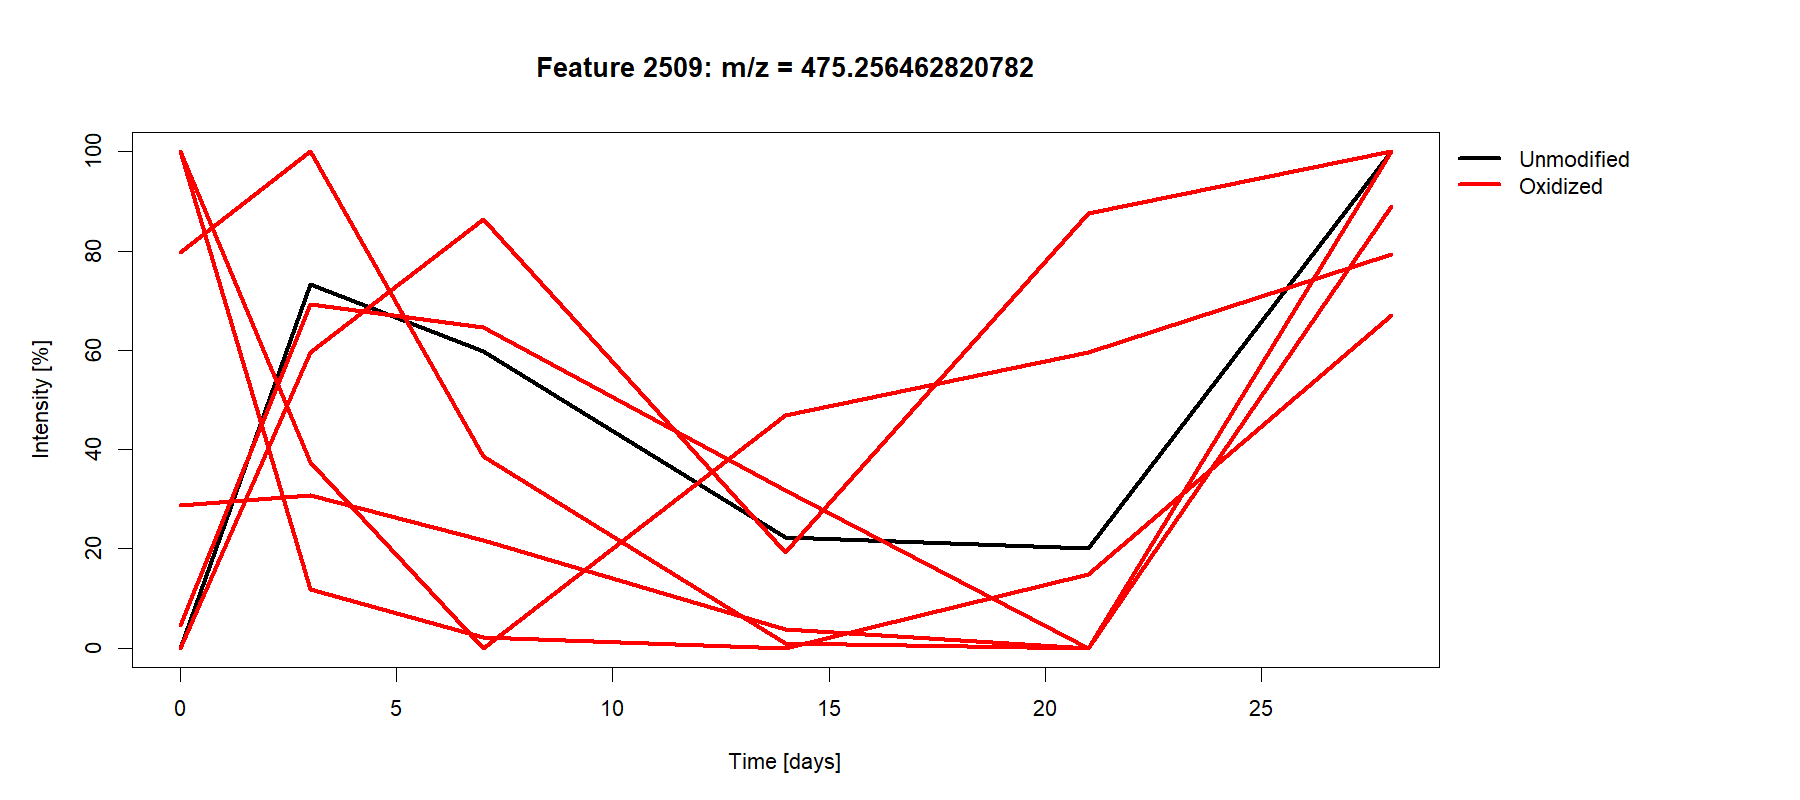 Feature 2509: m/z = 475.256462820782
Unmodified
Oxidized
Intensity [%]
100
80
60
40
20
0
0 5 10 15 20 25
Time [days]